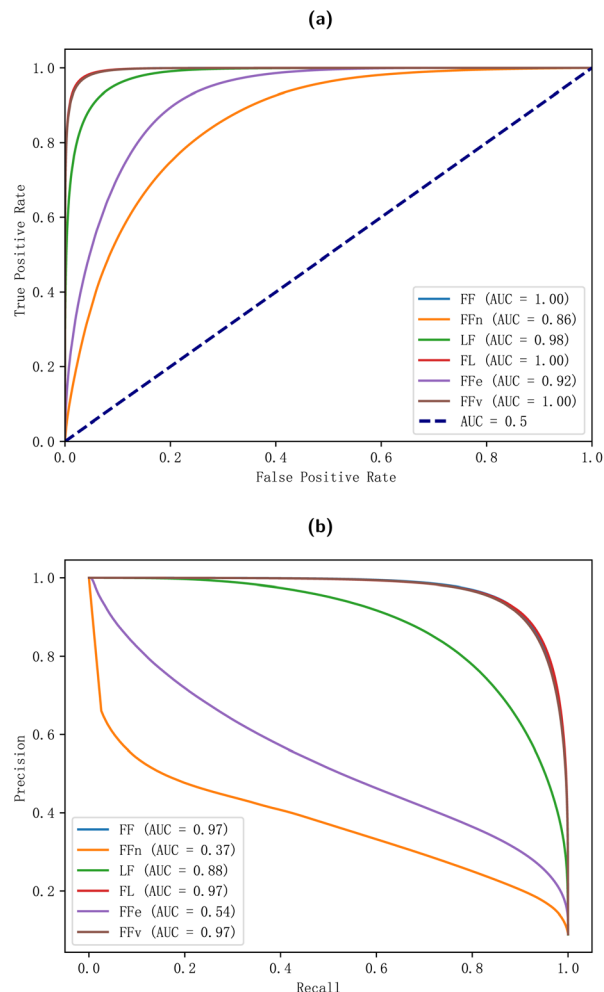 (a)
True Positive Rate
1.0
0.8
0.6
0.4
0.2
0.0
FF (AUC = 1.00)
FFn (AUC = 0.86)
LF (AUC = 0.98)
FL (AUC = 1.00)
FFe (AUC = 0.92)
FFv (AUC = 1.00)
AUC = 0.5
0.0 0.2 0.4 0.6 0.8 1.0
False Positive Rate
(b)
Precision
1.0
0.8
0.6
0.4
0.2
FF (AUC = 0.97)
FFn (AUC = 0.37)
LF (AUC = 0.88)
FL (AUC = 0.97)
FFe (AUC = 0.54)
FFv (AUC = 0.97)
0.0 0.2 0.4 0.6 0.8 1.0
Recall